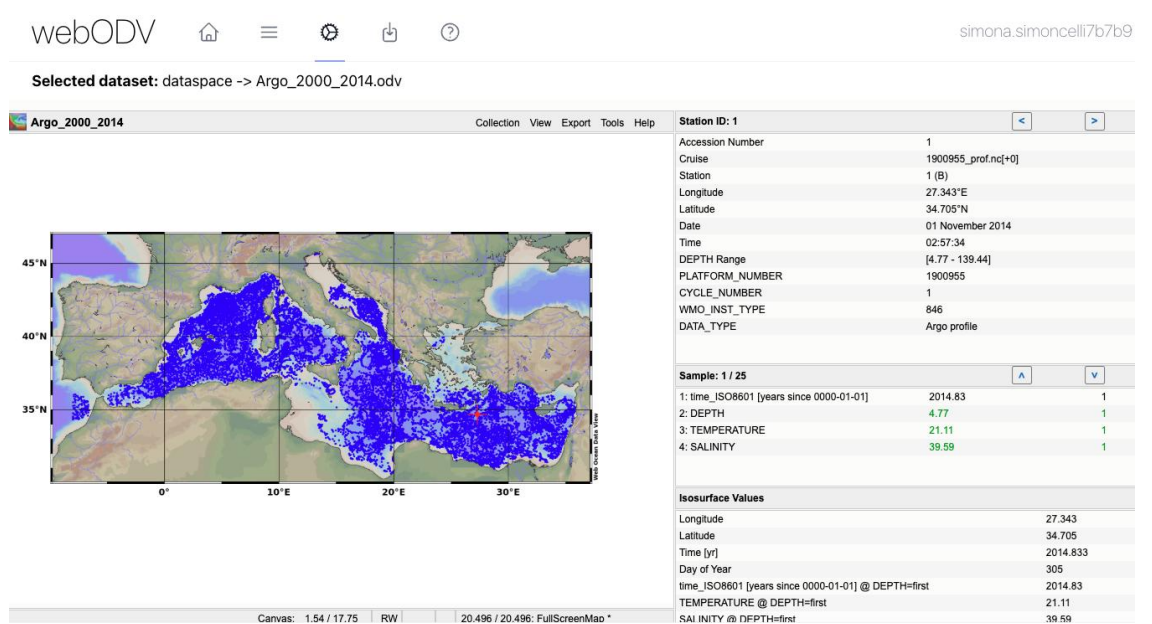 webODV
simona.simoncelli7b7b9
Selected dataset: dataspace -> Argo_2000_2014.odv
Argo_2000_2014
Collection View Export Tools Help
45°N
40°N
35°N
0°
10°E
20°E
30°E
Web Ocean Data View
Canvas: 1.54 / 17.75 RW 20.496 / 20.496: FullScreenMap *
Station ID: 1 < >
Accession Number 1
Cruise 1900955_prof.nc[+0]
Station 1 (B)
Longitude 27.343°E
Latitude 34.705°N
Date 01 November 2014
Time 02:57:34
DEPTH Range [4.77 - 139.44]
PLATFORM_NUMBER 1900955
CYCLE_NUMBER 1
WMO_INST_TYPE 846
DATA_TYPE Argo profile
Sample: 1 / 25
1: time_ISO8601 [years since 0000-01-01] 2014.83 1
2: DEPTH 4.77 1
3: TEMPERATURE 21.11 1
4: SALINITY 39.59 1
Isosurface Values
Longitude 27.343
Latitude 34.705
Time [yr] 2014.833
Day of Year 305
time_ISO8601 [years since 0000-01-01] @ DEPTH=first 2014.83
TEMPERATURE @ DEPTH=first 21.11
SALINITY @ DEPTH=first 39.59